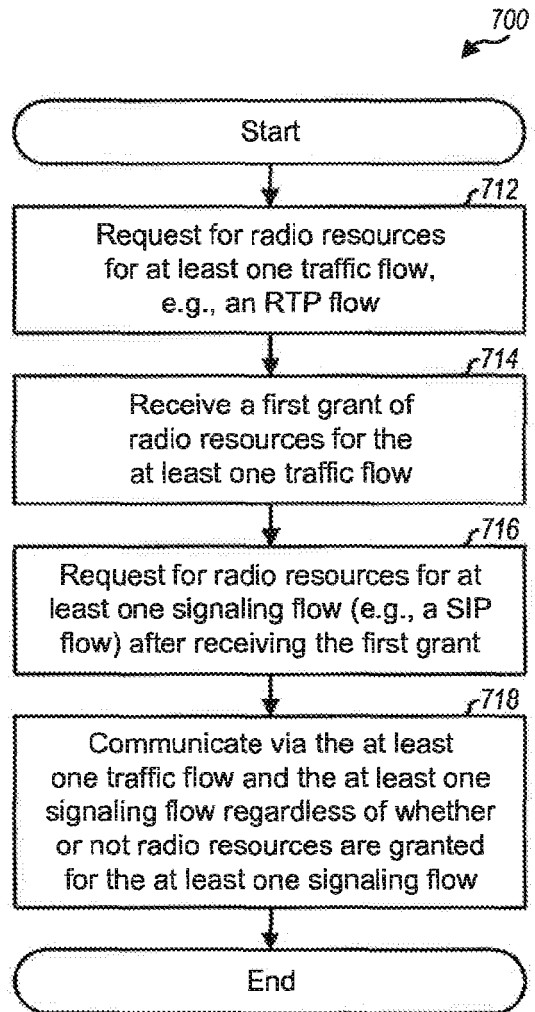 700
Start
712
Request for radio resources
for at least one traffic flow,
e.g., an RTP flow
714
Receive a first grant of
radio resources for the
at least one traffic flow
716
Request for radio resources for at
least one signaling flow (e.g., a SIP
flow) after receiving the first grant
718
Communicate via the at least
one traffic flow and the at least one
signaling flow regardless of whether
or not radio resources are granted
for the at least one signaling flow
End